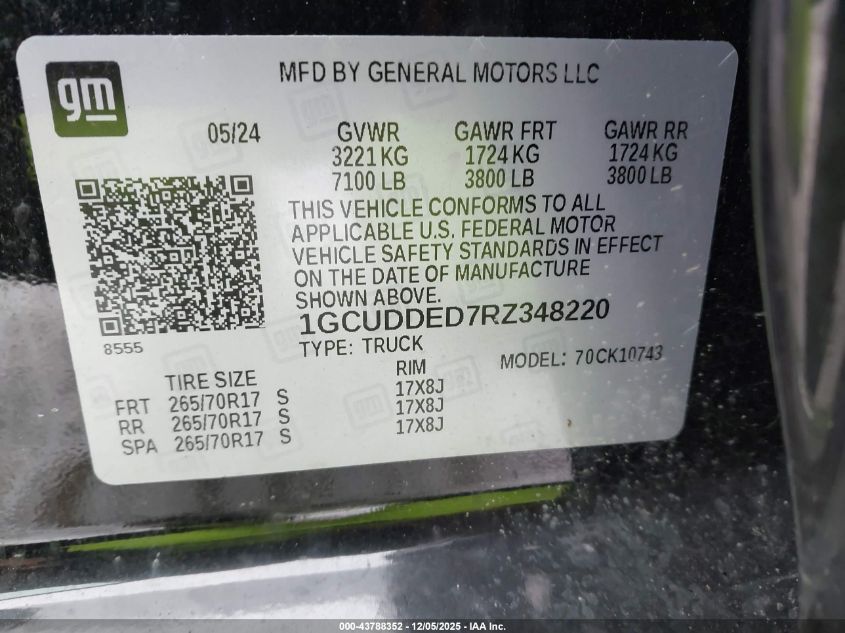 gm
MFD BY GENERAL MOTORS LLC
05/24 GVWR GAWR FRT GAWR RR
3221 KG 1724 KG 1724 KG
7100 LB 3800 LB 3800 LB
THIS VEHICLE CONFORMS TO ALL
APPLICABLE U.S. FEDERAL MOTOR
VEHICLE SAFETY STANDARDS IN EFFECT
ON THE DATE OF MANUFACTURE
SHOWN ABOVE.
1GCUDDED7RZ348220
8555
TYPE: TRUCK MODEL: 70CK10743
TIRE SIZE RIM
FRT 265/70R17 S 17X8J
RR 265/70R17 S 17X8J
SPA 265/70R17 S 17X8J
000-43788352 - 12/05/2025 - IAA Inc.